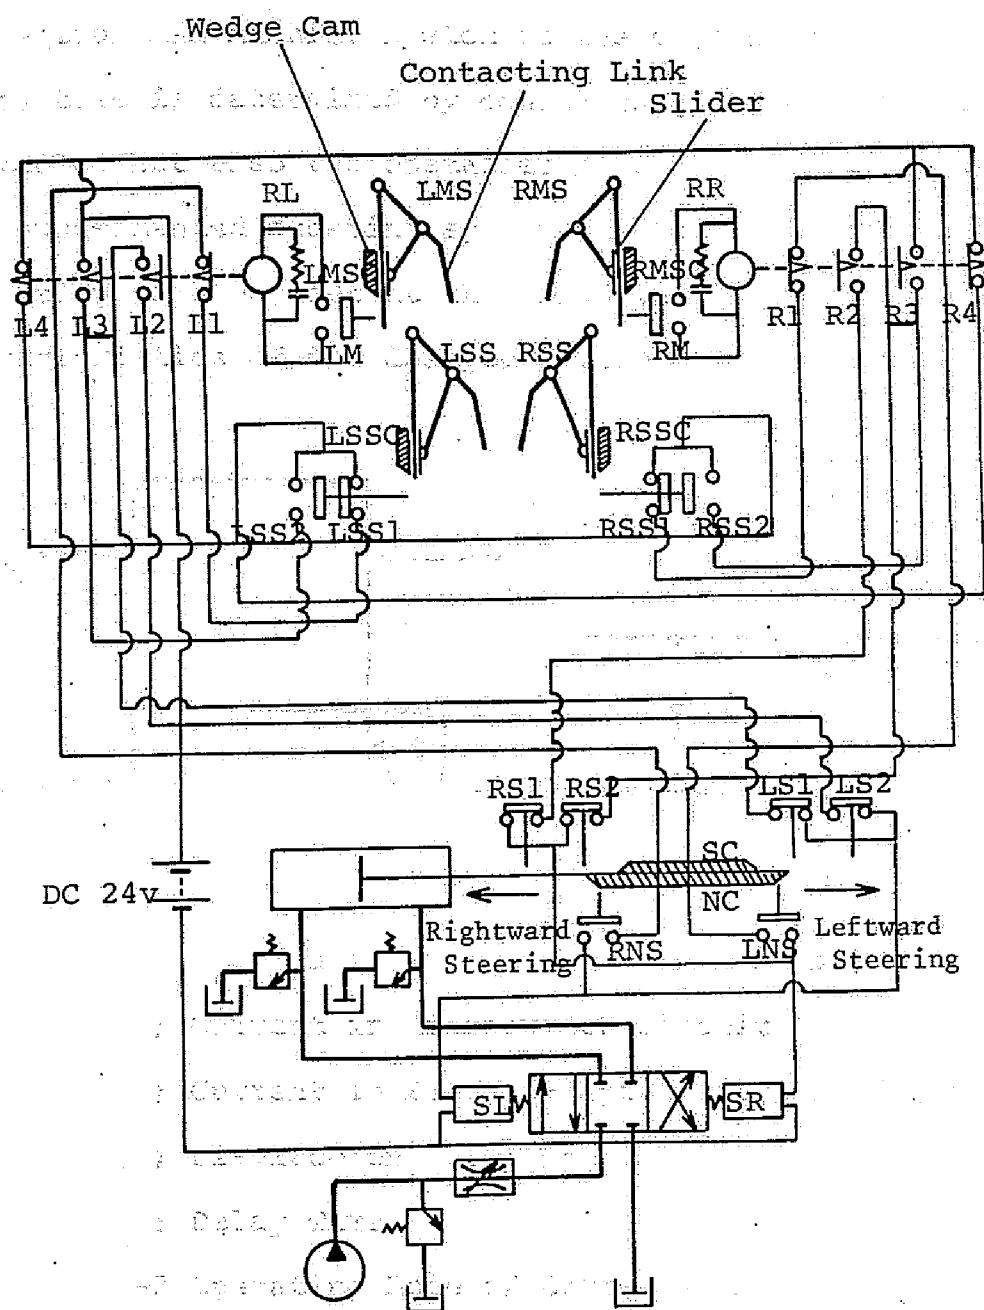 Wedge Cam
Contacting Link
Slider
LMS
RMS
RL
RR
LMS
RMSC
L4
L3
L2
L1
LM
RM
R1
R2
R3
R4
LSS
RSS
LSSC
RSSC
LSS2
LSS1
RSS1
RSS2
RS1
RS2
LS1
LS2
SC
NC
DC 24v
Rightward
Steering
RNS
LNS
Leftward
Steering
SL
SR